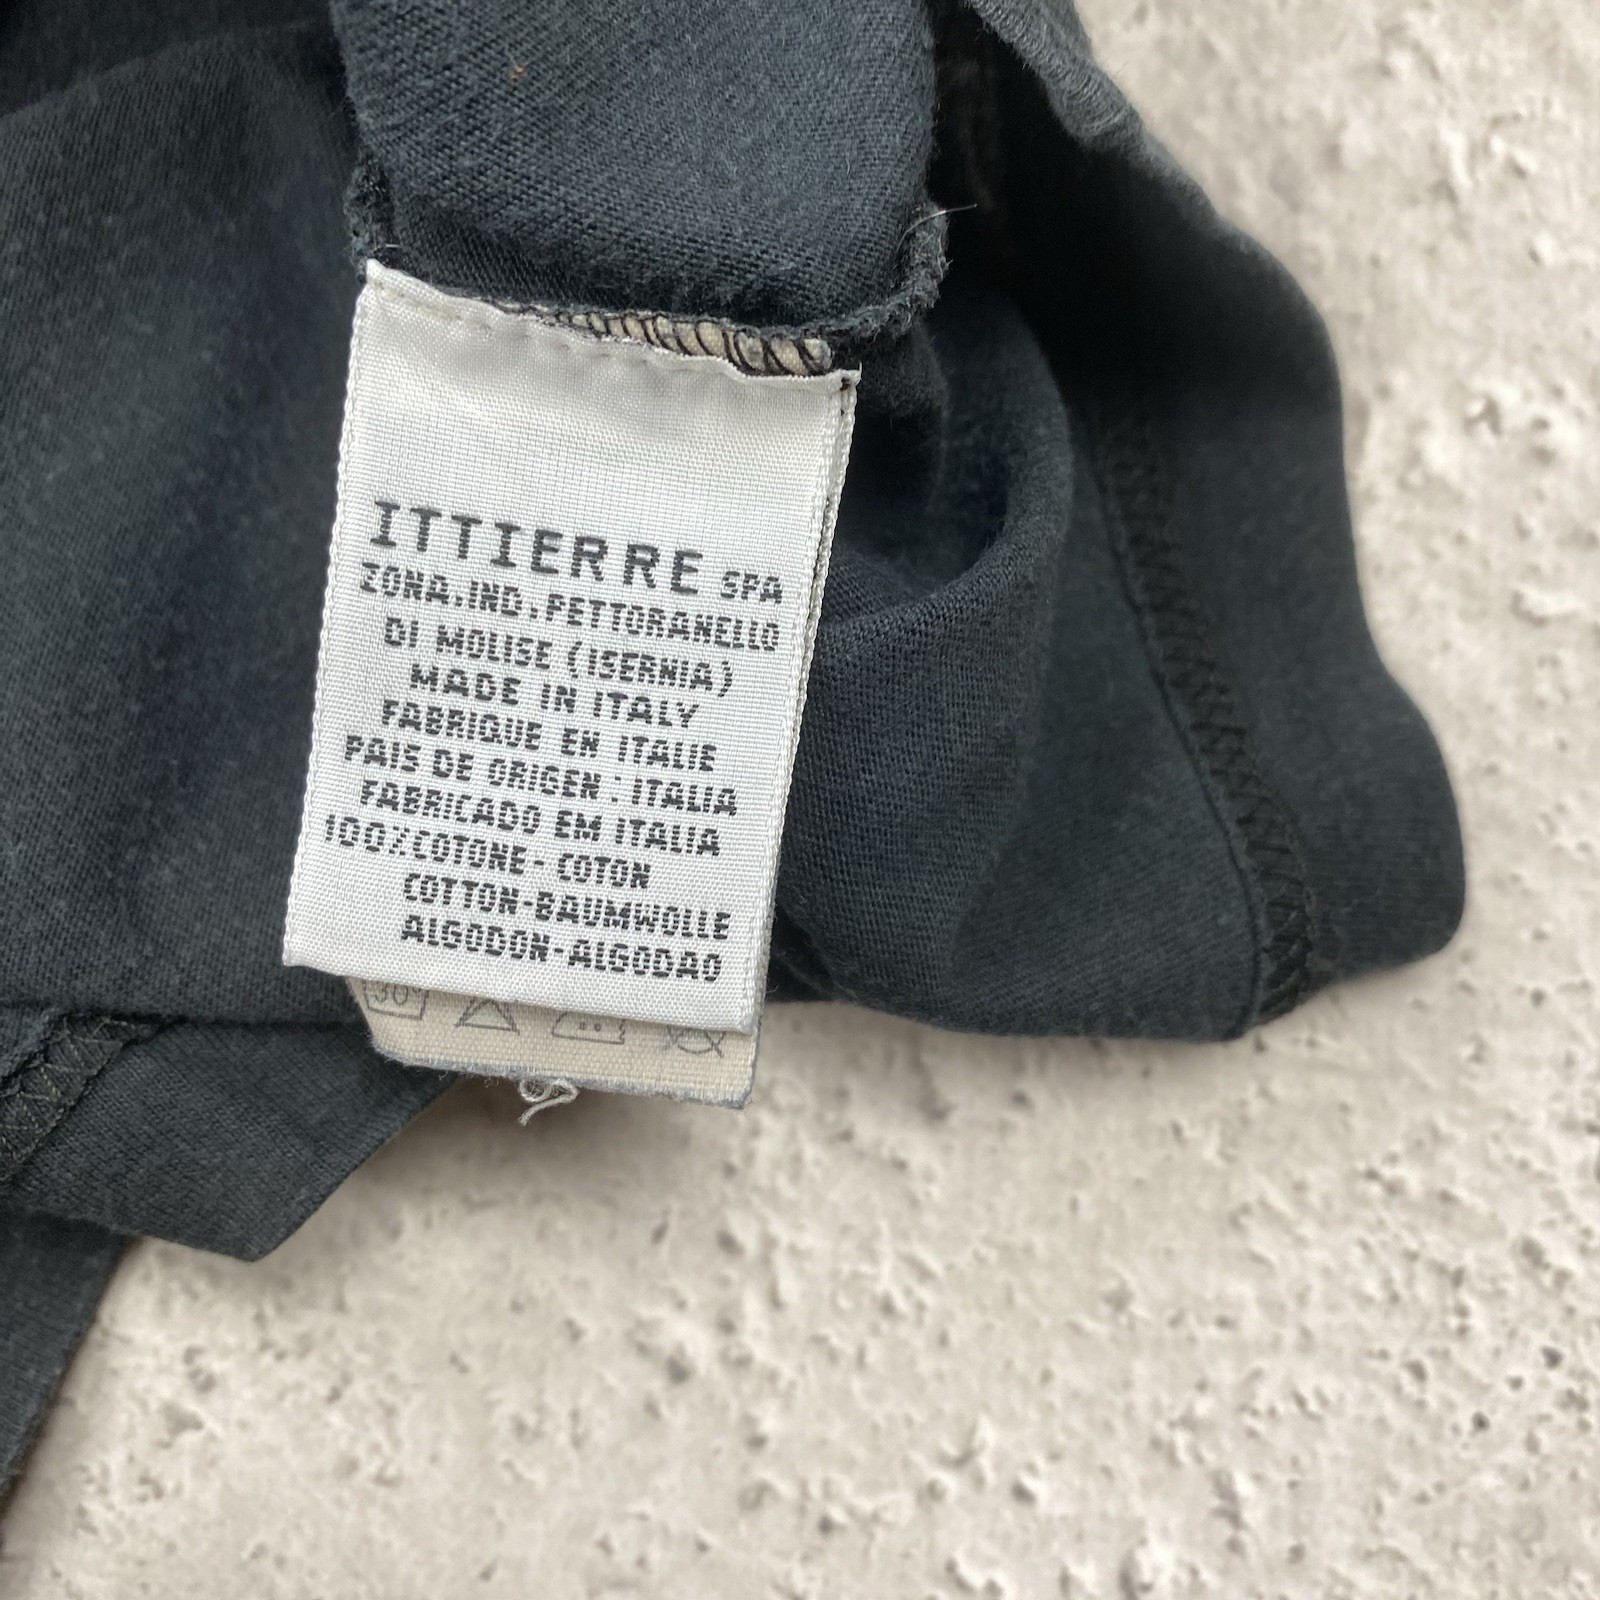 ITTIERRE SPA
ZONA.IND.PETTORANELLO
DI MOLISE (ISERNIA)
MADE IN ITALY
FABRIQUE EN ITALIE
PAIS DE ORIGEN : ITALIA
FABRICADO EM ITALIA
100%COTONE- COTON
COTTON-BAUMWOLLE
ALGODON-ALGODAO
30°